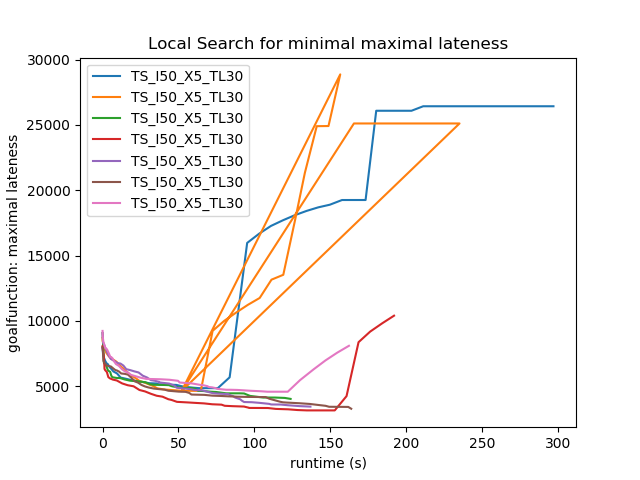 Local Search for minimal maximal lateness
goalfunction: maximal lateness
30000
25000
20000
15000
10000
5000
TS_I50_X5_TL30
TS_I50_X5_TL30
TS_I50_X5_TL30
TS_I50_X5_TL30
TS_I50_X5_TL30
TS_I50_X5_TL30
TS_I50_X5_TL30
0 50 100 150 200 250 300
runtime (s)